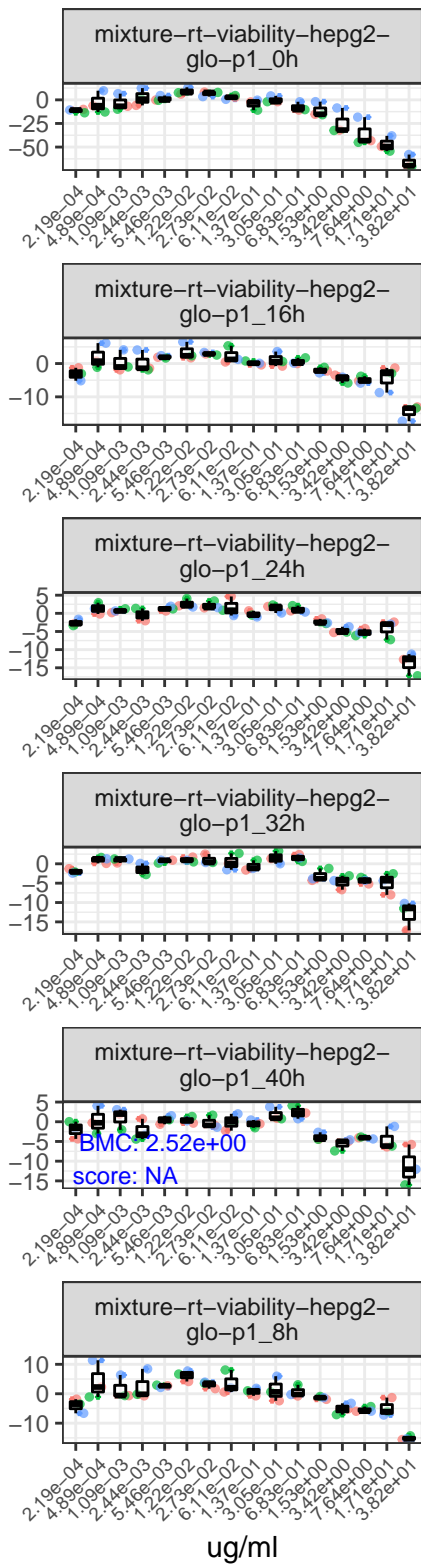 mixture−rt−viability−hepg2−
glo−p1_0h
0
−25
−50
2.19e−04
4.89e−04
1.09e−03
2.44e−03
5.46e−03
1.22e−02
2.73e−02
6.11e−02
1.37e−01
3.05e−01
6.83e−01
1.53e+00
3.42e+00
7.64e+00
1.71e+01
3.82e+01
mixture−rt−viability−hepg2−
glo−p1_16h
0
−10
2.19e−04
4.89e−04
1.09e−03
2.44e−03
5.46e−03
1.22e−02
2.73e−02
6.11e−02
1.37e−01
3.05e−01
6.83e−01
1.53e+00
3.42e+00
7.64e+00
1.71e+01
3.82e+01
mixture−rt−viability−hepg2−
glo−p1_24h
5
0
−5
−10
−15
2.19e−04
4.89e−04
1.09e−03
2.44e−03
5.46e−03
1.22e−02
2.73e−02
6.11e−02
1.37e−01
3.05e−01
6.83e−01
1.53e+00
3.42e+00
7.64e+00
1.71e+01
3.82e+01
mixture−rt−viability−hepg2−
glo−p1_32h
0
−5
−10
−15
2.19e−04
4.89e−04
1.09e−03
2.44e−03
5.46e−03
1.22e−02
2.73e−02
6.11e−02
1.37e−01
3.05e−01
6.83e−01
1.53e+00
3.42e+00
7.64e+00
1.71e+01
3.82e+01
mixture−rt−viability−hepg2−
glo−p1_40h
5
0
−5
−10
−15
BMC: 2.52e+00
score: NA
2.19e−04
4.89e−04
1.09e−03
2.44e−03
5.46e−03
1.22e−02
2.73e−02
6.11e−02
1.37e−01
3.05e−01
6.83e−01
1.53e+00
3.42e+00
7.64e+00
1.71e+01
3.82e+01
mixture−rt−viability−hepg2−
glo−p1_8h
10
0
−10
2.19e−04
4.89e−04
1.09e−03
2.44e−03
5.46e−03
1.22e−02
2.73e−02
6.11e−02
1.37e−01
3.05e−01
6.83e−01
1.53e+00
3.42e+00
7.64e+00
1.71e+01
3.82e+01
ug/ml